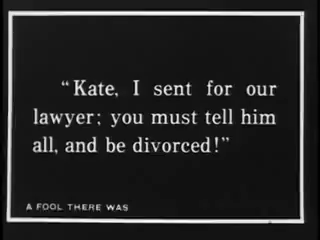 “Kate, I sent for our
lawyer; you must tell him
all, and be divorced!”
A FOOL THERE WAS